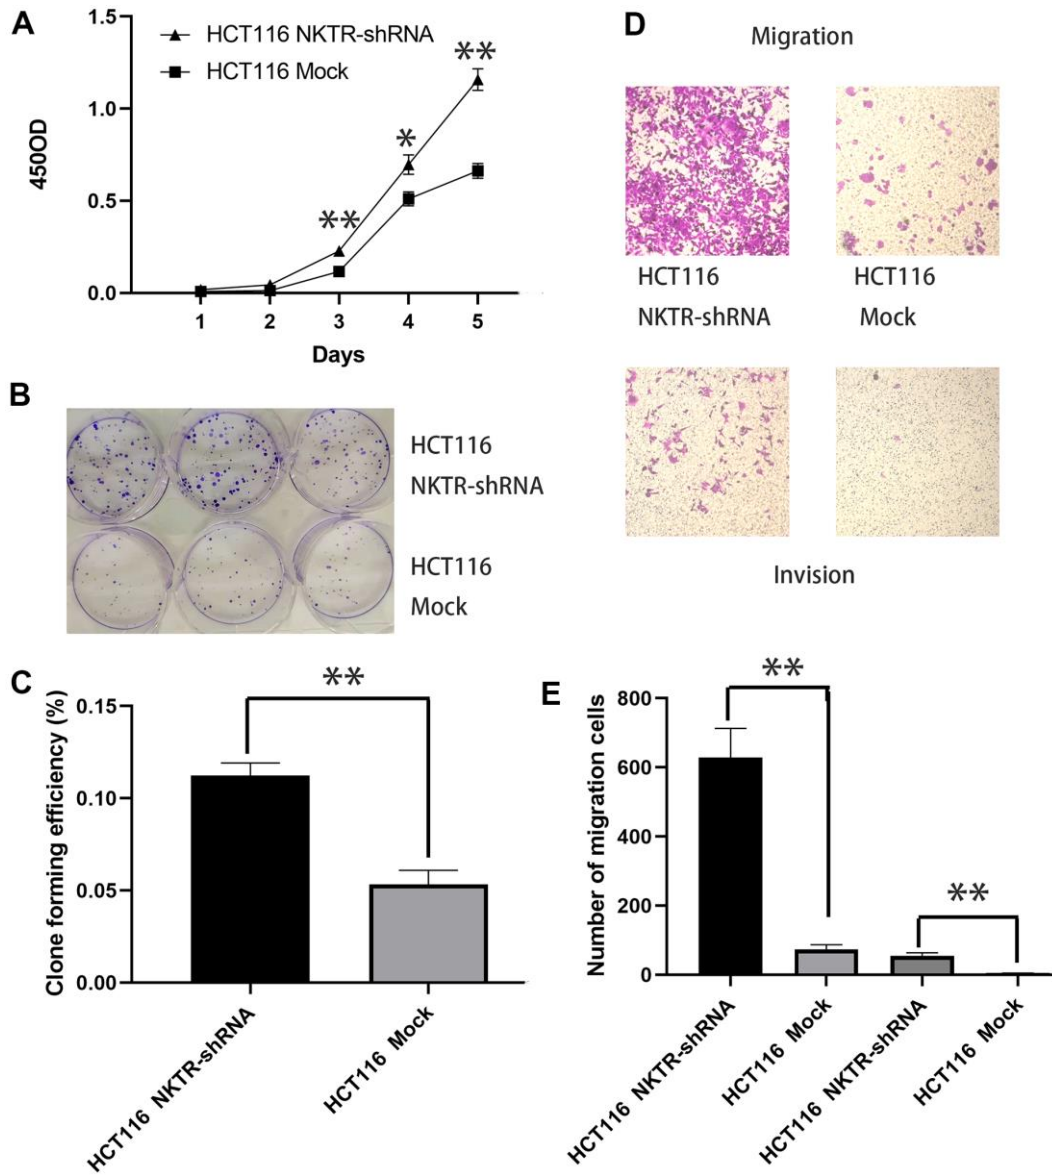 A
1.5
1.0
0.5
0.0
450OD
HCT116 NKTR-shRNA
HCT116 Mock
**
*
**
1
2
3
4
5
Days
B
HCT116
NKTR-shRNA
HCT116
Mock
C
Clone forming efficiency (%)
0.15
0.10
0.05
0.00
**
HCT116 NKTR-shRNA
HCT116 Mock
D
Migration
HCT116
NKTR-shRNA
HCT116
Mock
Invision
E
Number of migration cells
800
600
400
200
0
**
**
HCT116 NKTR-shRNA
HCT116 Mock
HCT116 NKTR-shRNA
HCT116 Mock